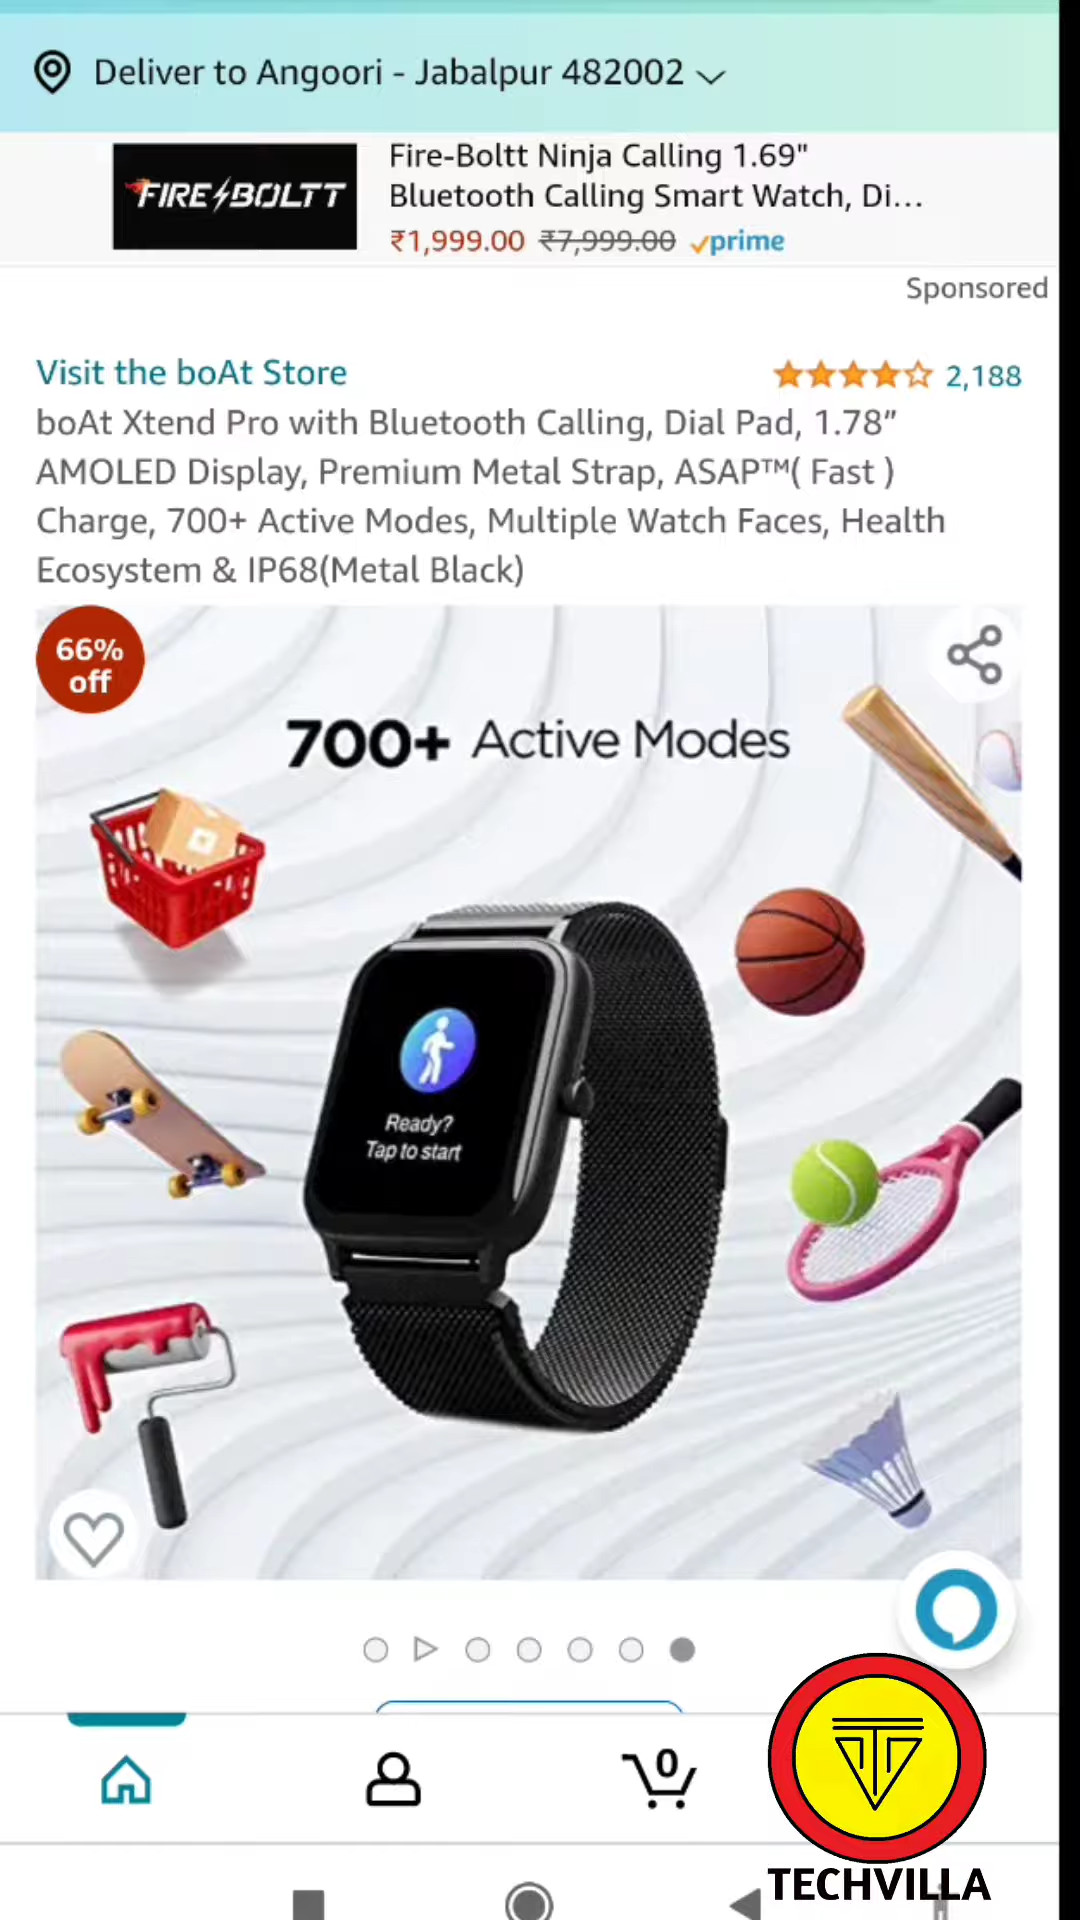 Deliver to Angoori - Jabalpur 482002
FIRE BOLTT
Fire-Boltt Ninja Calling 1.69"
Bluetooth Calling Smart Watch, Di...
₹1,999.00 ₹7,999.00 prime
Sponsored
Visit the boAt Store 2,188
boAt Xtend Pro with Bluetooth Calling, Dial Pad, 1.78”
AMOLED Display, Premium Metal Strap, ASAP™( Fast )
Charge, 700+ Active Modes, Multiple Watch Faces, Health
Ecosystem & IP68(Metal Black)
66%
off
700+ Active Modes
Ready?
Tap to start
0
TECHVILLA